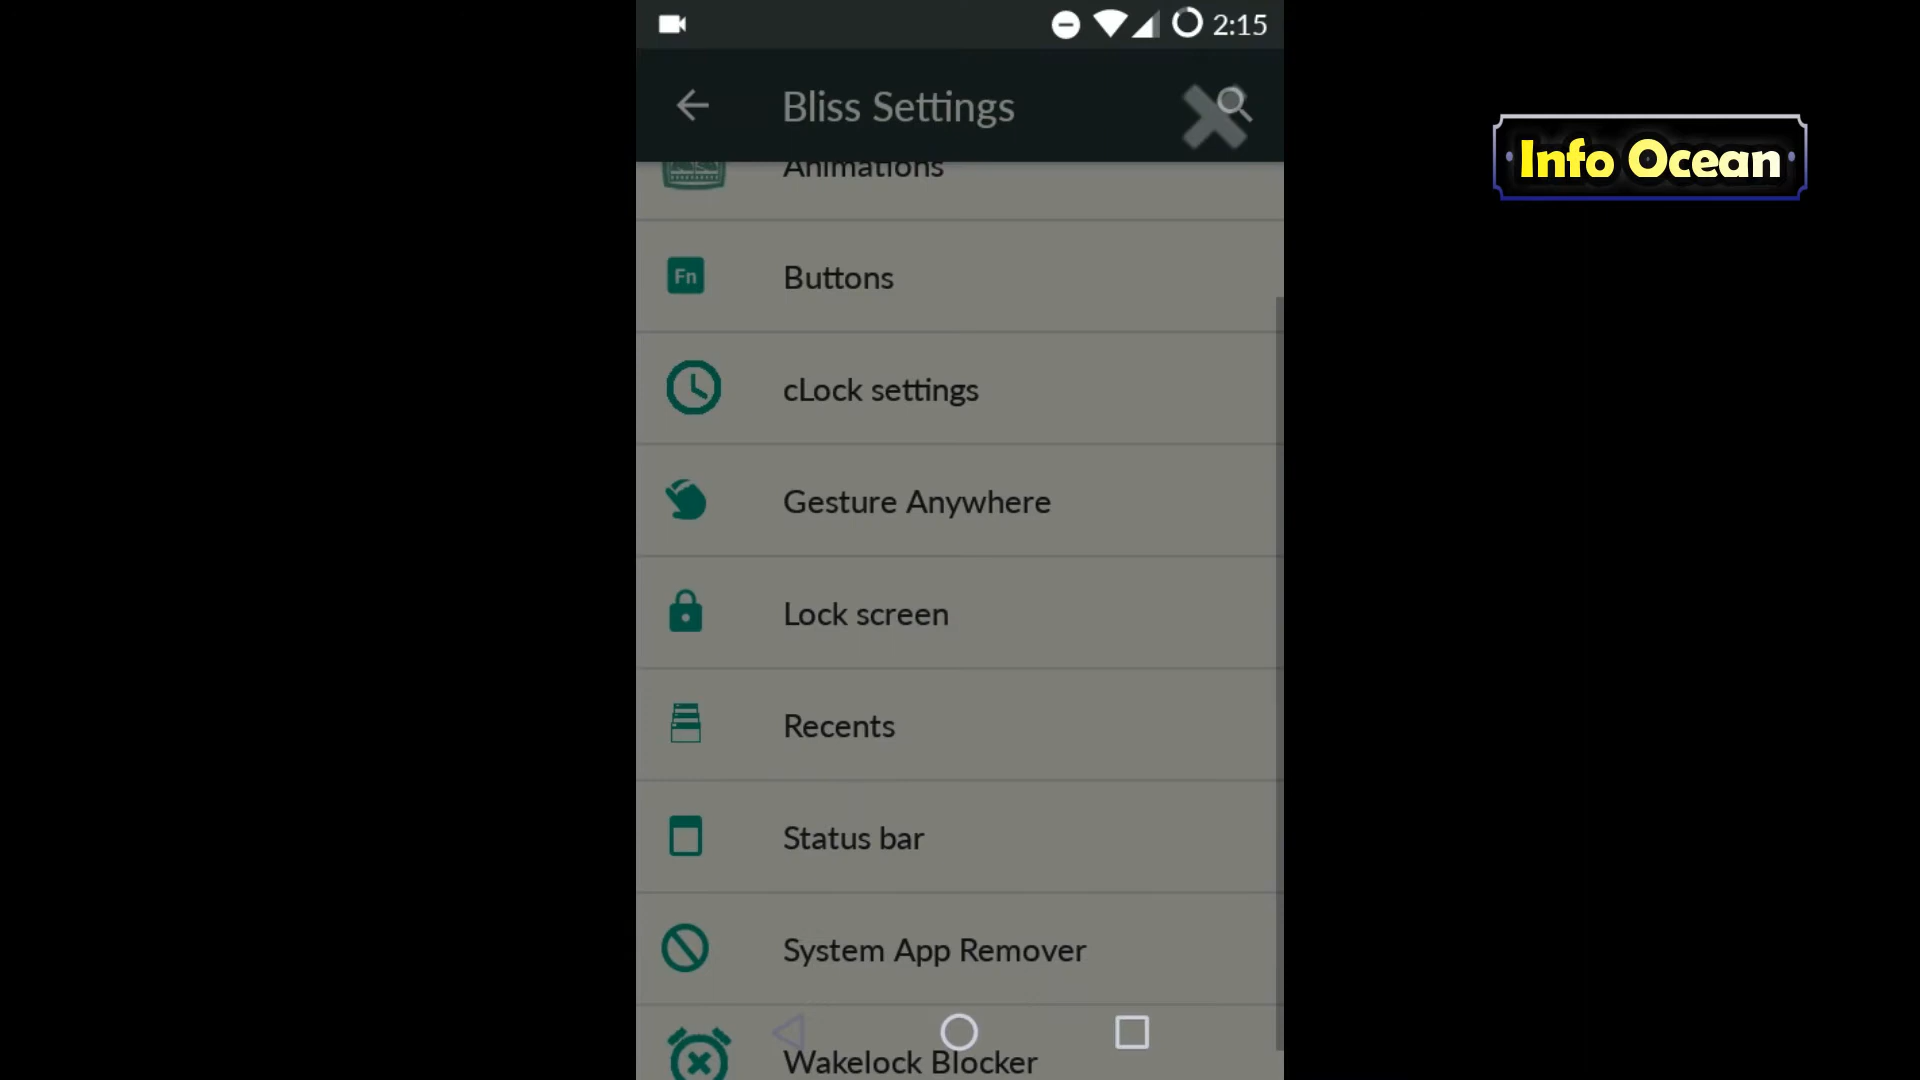 2:15
Bliss Settings
Info Ocean
Animations
Fn
Buttons
cLock settings
Gesture Anywhere
Lock screen
Recents
Status bar
System App Remover
Wakelock Blocker